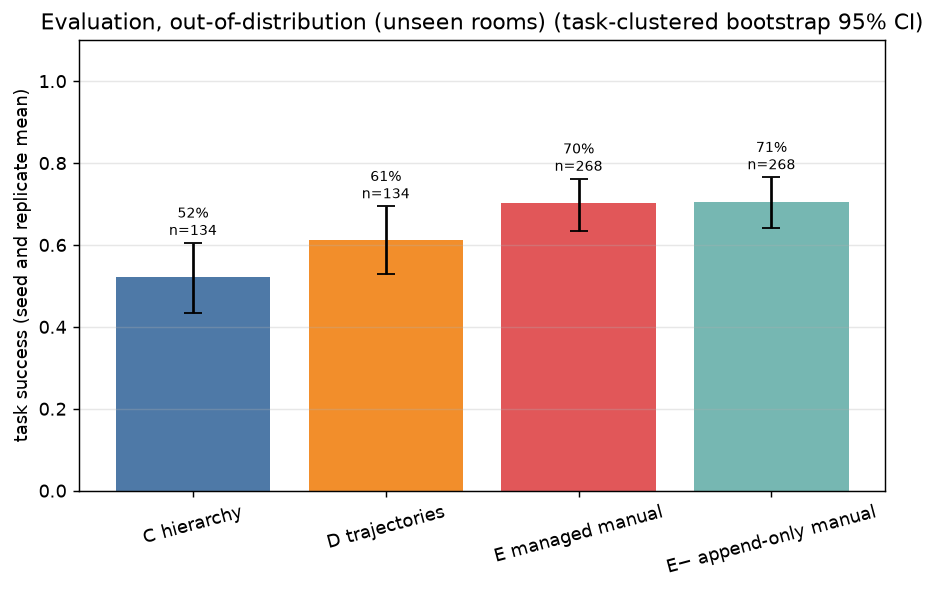 Evaluation, out-of-distribution (unseen rooms) (task-clustered bootstrap 95% CI)
task success (seed and replicate mean)
1.0
0.8
0.6
0.4
0.2
0.0
52%
n=134
61%
n=134
70%
n=268
71%
n=268
C hierarchy
D trajectories
E managed manual
E− append-only manual